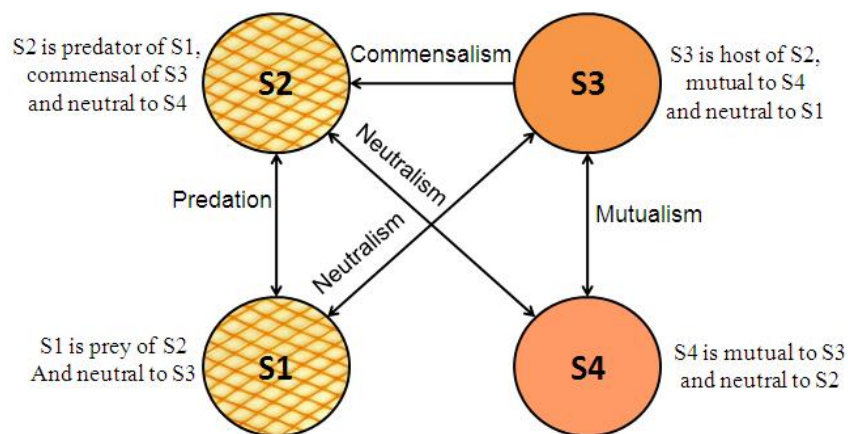 S2 is predator of S1,
commensal of S3
and neutral to S4
S2
Commensalism
S3
S3 is host of S2,
mutual to S4
and neutral to S1
Neutralism
Predation
Neutralism
Mutualism
S1 is prey of S2
And neutral to S3
S1
S4
S4 is mutual to S3
and neutral to S2